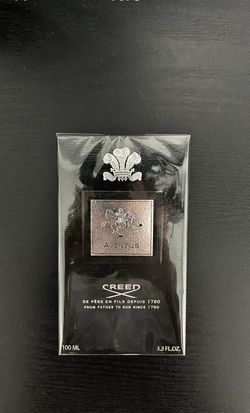 AVENTUS
CREED
DE PÈRE EN FILS DEPUIS 1760
FROM FATHER TO SON SINCE 1760
100 ML 3.3 FL.OZ.